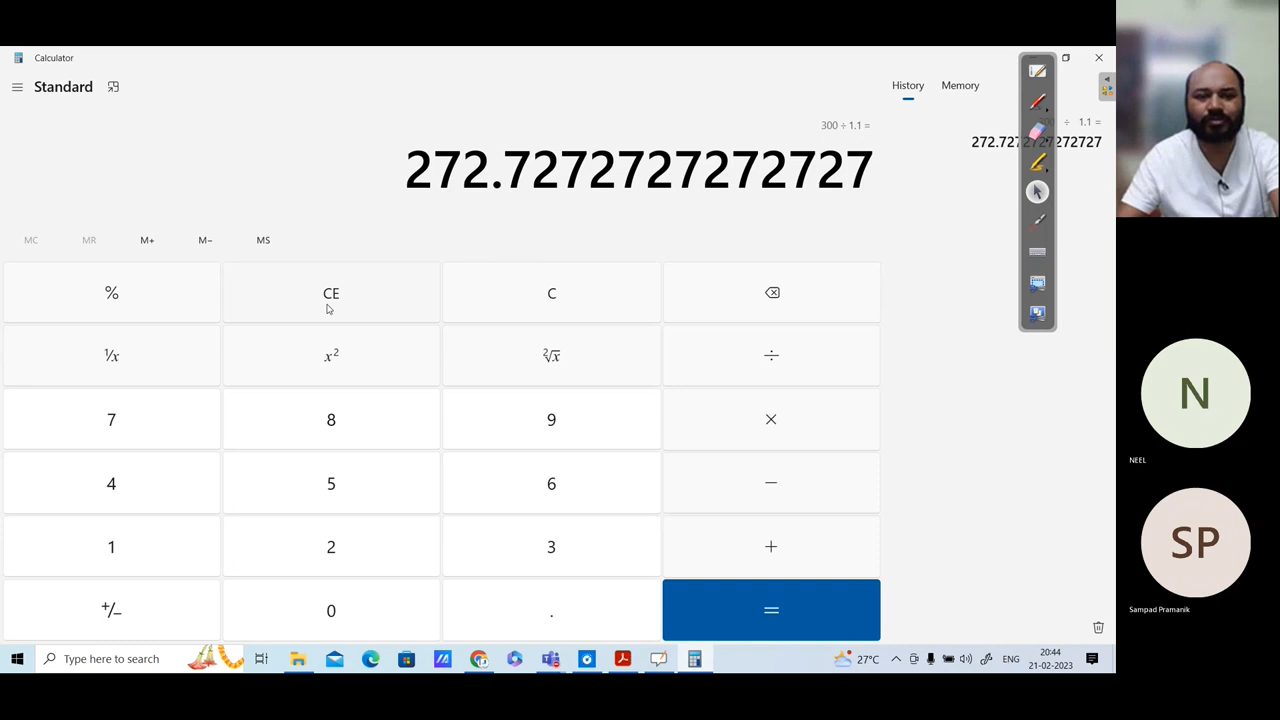 Calculator
Standard
History
Memory
300 ÷ 1.1 =
272.7272727272727
÷ 1.1 =
MC
MR
M+
M−
MS
%
CE
C
¹/x
x²
²√x
÷
7
8
9
×
4
5
6
−
1
2
3
+
+/−
0
.
=
N
NEEL
SP
Sampad Pramanik
Type here to search
27°C
ENG
20:44
21-02-2023